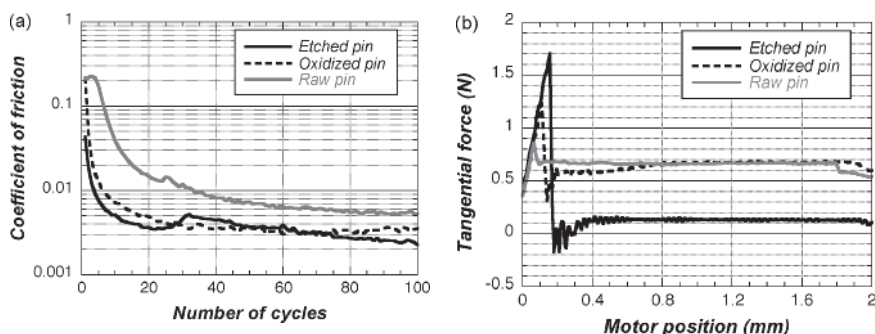 (a)
Coefficient of friction
0.1
0.01
0.001
Etched pin
Oxidized pin
Raw pin
0 20 40 60 80 100
Number of cycles
(b)
Tangential force (N)
2
1.5
1
0.5
0
-0.5
Etched pin
Oxidized pin
Raw pin
0 0.4 0.8 1.2 1.6 2
Motor position (mm)